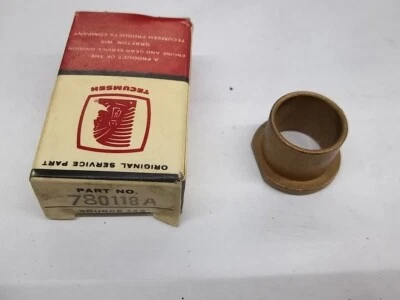 A PRODUCT OF THE
ENGINE AND GEAR SERVICE DIVISION
TECUMSEH PRODUCTS COMPANY
GRAFTON, WIS.
TECUMSEH
ORIGINAL SERVICE PART
PART NO.
780118A